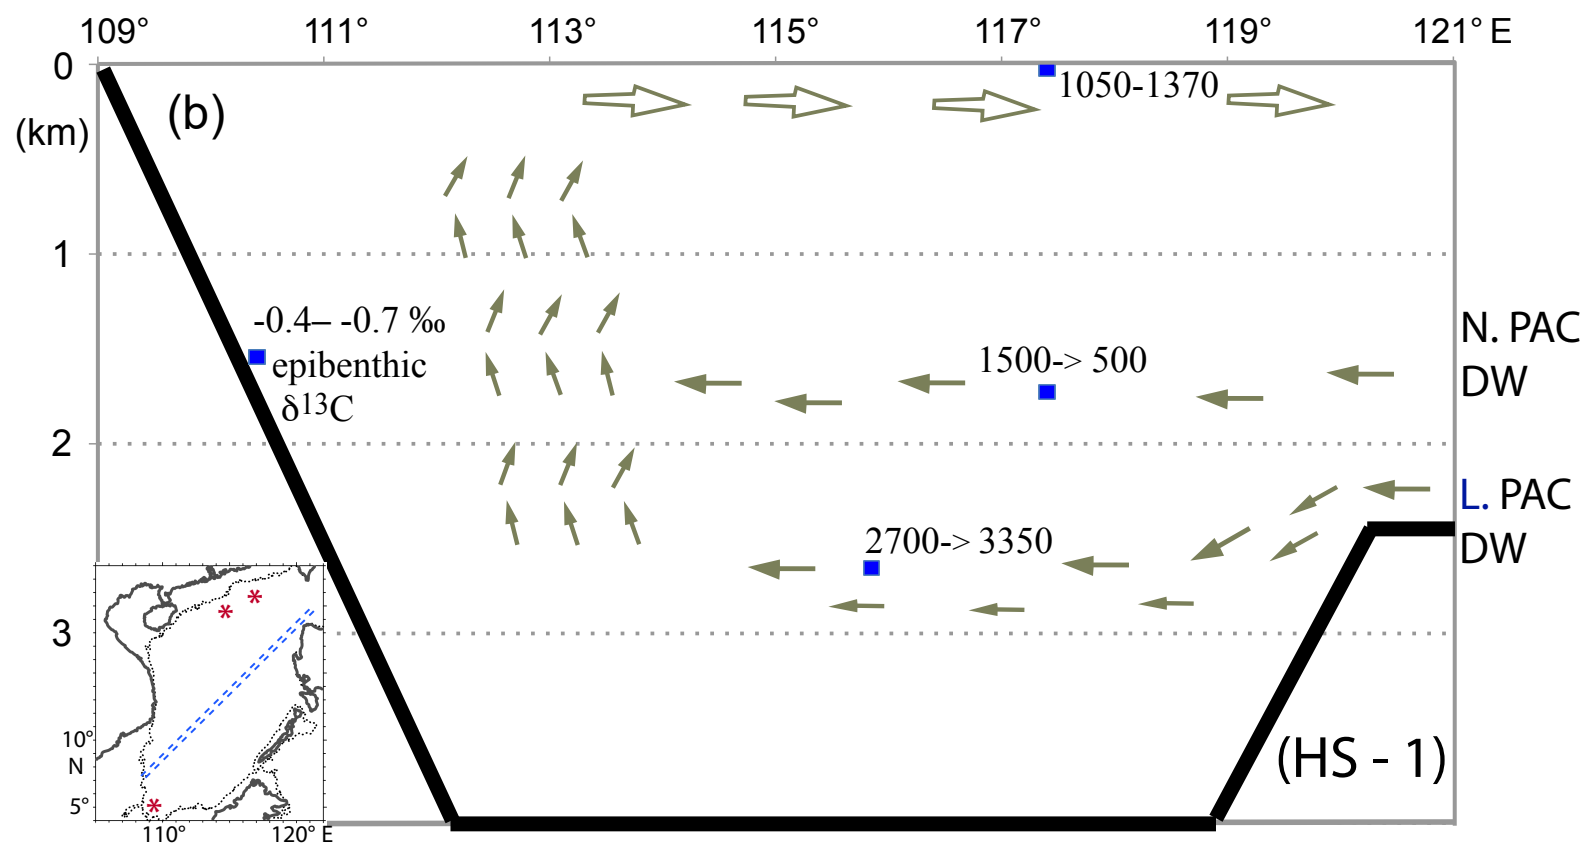 109° 111° 113° 115° 117° 119° 121° E
0
(km)
(b)
1050-1370
1
-0.4– -0.7 ‰
epibenthic
δ13C
1500-> 500
N. PAC
DW
2
2700-> 3350
L. PAC
DW
3
(HS - 1)
10°
N
5°
* * *
110° 120° E